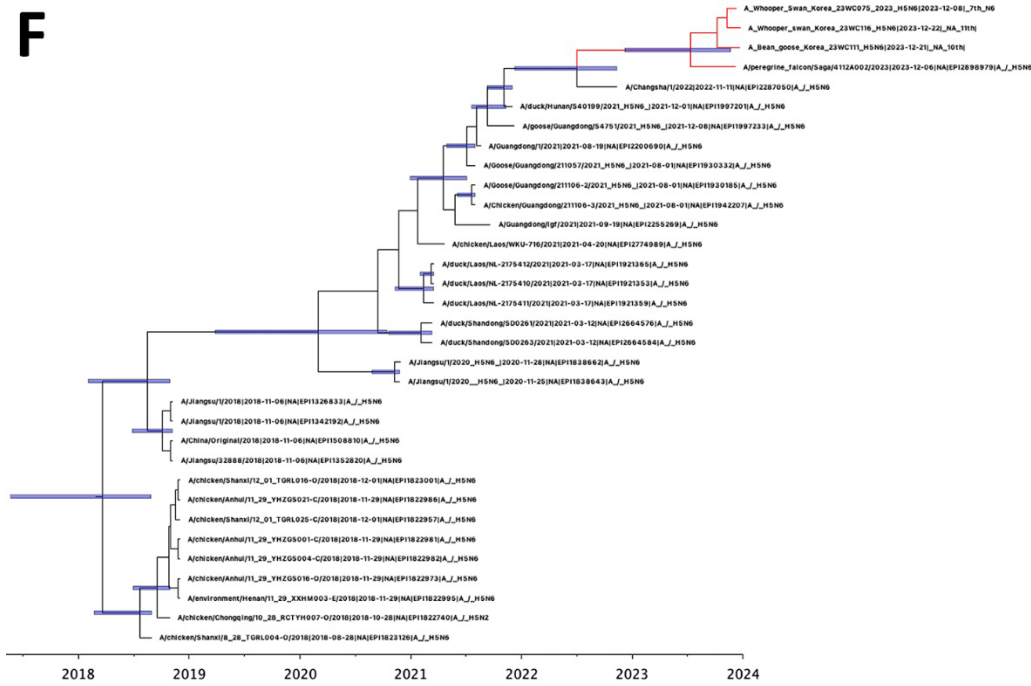 F
A_Whooper_Swan_Korea_23WC075_2023_H5N6|2023-12-08|_7th_N6
A_Whooper_swan_Korea_23WC116_H5N6|2023-12-22|_NA_11th|
A_Bean_goose_Korea_23WC111_H5N6|2023-12-21|_NA_10th|
A/peregrine_falcon/Saga/4112A002/2023|2023-12-06|NA|EPI2898979|A_/_H5N6
A/Changsha/1/2022|2022-11-11|NA|EPI2287050|A_/_H5N6
A/duck/Hunan/S40199/2021_H5N6_|2021-12-01|NA|EPI1997201|A_/_H5N6
A/goose/Guangdong/S4751/2021_H5N6_|2021-12-08|NA|EPI1997233|A_/_H5N6
A/Guangdong/1/2021|2021-08-19|NA|EPI2200690|A_/_H5N6
A/Goose/Guangdong/211057/2021_H5N6_|2021-08-01|NA|EPI1930332|A_/_H5N6
A/Goose/Guangdong/211106-2/2021_H5N6_|2021-08-01|NA|EPI1930185|A_/_H5N6
A/Chicken/Guangdong/211106-3/2021_H5N6_|2021-08-01|NA|EPI1942207|A_/_H5N6
A/Guangdong/lgf/2021|2021-09-19|NA|EPI2255269|A_/_H5N6
A/chicken/Laos/WKU-716/2021|2021-04-20|NA|EPI2774989|A_/_H5N6
A/duck/Laos/NL-2175412/2021|2021-03-17|NA|EPI1921365|A_/_H5N6
A/duck/Laos/NL-2175410/2021|2021-03-17|NA|EPI1921353|A_/_H5N6
A/duck/Laos/NL-2175411/2021|2021-03-17|NA|EPI1921359|A_/_H5N6
A/duck/Shandong/SD0261/2021|2021-03-12|NA|EPI2664576|A_/_H5N6
A/duck/Shandong/SD0263/2021|2021-03-12|NA|EPI2664584|A_/_H5N6
A/Jiangsu/1/2020_H5N6_|2020-11-28|NA|EPI1838662|A_/_H5N6
A/Jiangsu/1/2020__H5N6_|2020-11-25|NA|EPI1838643|A_/_H5N6
A/Jiangsu/1/2018|2018-11-06|NA|EPI1326833|A_/_H5N6
A/Jiangsu/1/2018|2018-11-06|NA|EPI1342192|A_/_H5N6
A/China/Original/2018|2018-11-06|NA|EPI1508810|A_/_H5N6
A/Jiangsu/32888/2018|2018-11-06|NA|EPI1352820|A_/_H5N6
A/chicken/Shanxi/12_01_TGRL016-O/2018|2018-12-01|NA|EPI1823001|A_/_H5N6
A/chicken/Anhui/11_29_YHZGS021-C/2018|2018-11-29|NA|EPI1822986|A_/_H5N6
A/chicken/Shanxi/12_01_TGRL025-C/2018|2018-12-01|NA|EPI1822957|A_/_H5N6
A/chicken/Anhui/11_29_YHZGS001-C/2018|2018-11-29|NA|EPI1822981|A_/_H5N6
A/chicken/Anhui/11_29_YHZGS004-C/2018|2018-11-29|NA|EPI1822982|A_/_H5N6
A/chicken/Anhui/11_29_YHZGS016-O/2018|2018-11-29|NA|EPI1822973|A_/_H5N6
A/environment/Henan/11_29_XXHM003-E/2018|2018-11-29|NA|EPI1822995|A_/_H5N6
A/chicken/Chongqing/10_28_RCTYH007-O/2018|2018-10-28|NA|EPI1822740|A_/_H5N2
A/chicken/Shanxi/8_28_TGRL004-O/2018|2018-08-28|NA|EPI1823126|A_/_H5N6
2018 2019 2020 2021 2022 2023 2024